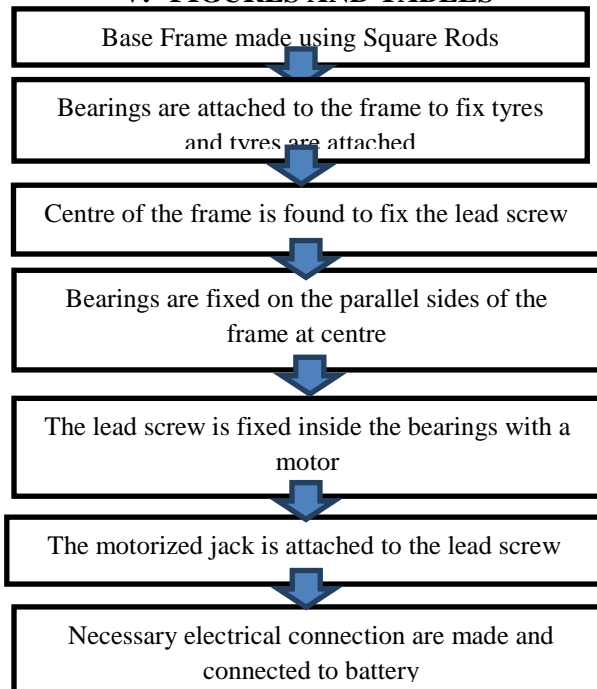 V. FIGURES AND TABLES
Base Frame made using Square Rods
Bearings are attached to the frame to fix tyres
and tyres are attached
Centre of the frame is found to fix the lead screw
Bearings are fixed on the parallel sides of the
frame at centre
The lead screw is fixed inside the bearings with a
motor
The motorized jack is attached to the lead screw
Necessary electrical connection are made and
connected to battery